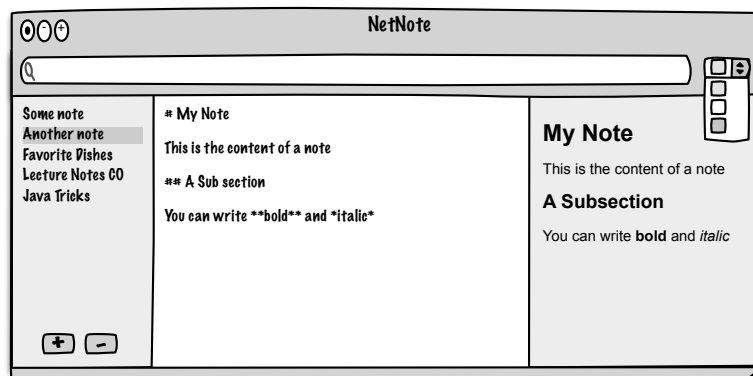 NetNote
Some note
Another note
Favorite Dishes
Lecture Notes CO
Java Tricks
+
-
# My Note
This is the content of a note
## A Sub section
You can write **bold** and *italic*
My Note
This is the content of a note
A Subsection
You can write bold and italic